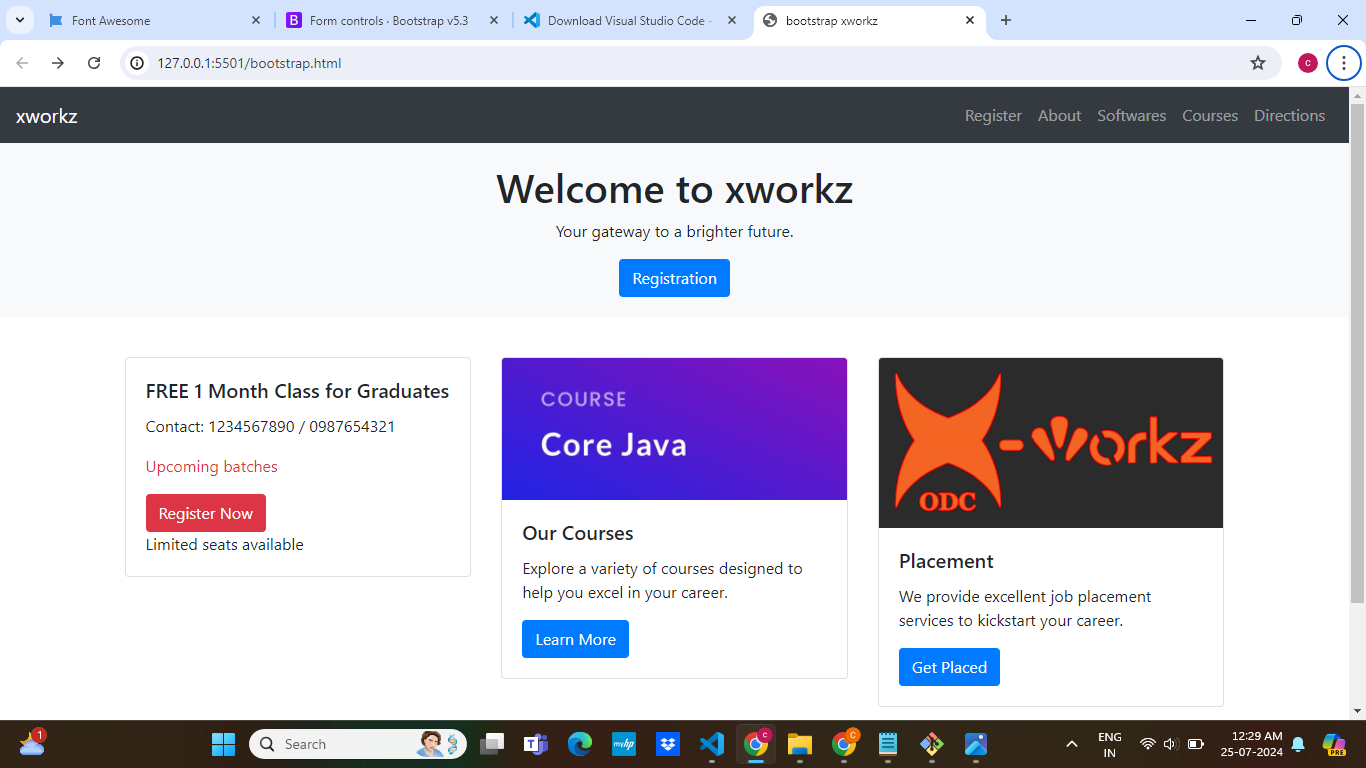 Font Awesome
Form controls · Bootstrap v5.3
Download Visual Studio Code -
bootstrap xworkz
127.0.0.1:5501/bootstrap.html
c
xworkz
Register About Softwares Courses Directions
Welcome to xworkz
Your gateway to a brighter future.
Registration
FREE 1 Month Class for Graduates
Contact: 1234567890 / 0987654321
Upcoming batches
Register Now
Limited seats available
COURSE
Core Java
Our Courses
Explore a variety of courses designed to
help you excel in your career.
Learn More
X-workz
ODC
Placement
We provide excellent job placement
services to kickstart your career.
Get Placed
1
Search
myhp
c
C
ENG
IN
12:29 AM
25-07-2024
PRE